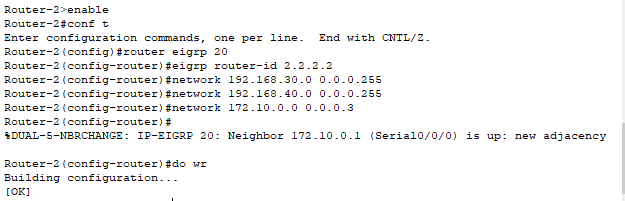 Router-2>enable
Router-2#conf t
Enter configuration commands, one per line.  End with CNTL/Z.
Router-2(config)#router eigrp 20
Router-2(config-router)#eigrp router-id 2.2.2.2
Router-2(config-router)#network 192.168.30.0 0.0.0.255
Router-2(config-router)#network 192.168.40.0 0.0.0.255
Router-2(config-router)#network 172.10.0.0 0.0.0.3
Router-2(config-router)#
%DUAL-5-NBRCHANGE: IP-EIGRP 20: Neighbor 172.10.0.1 (Serial0/0/0) is up: new adjacency
Router-2(config-router)#do wr
Building configuration...
[OK]